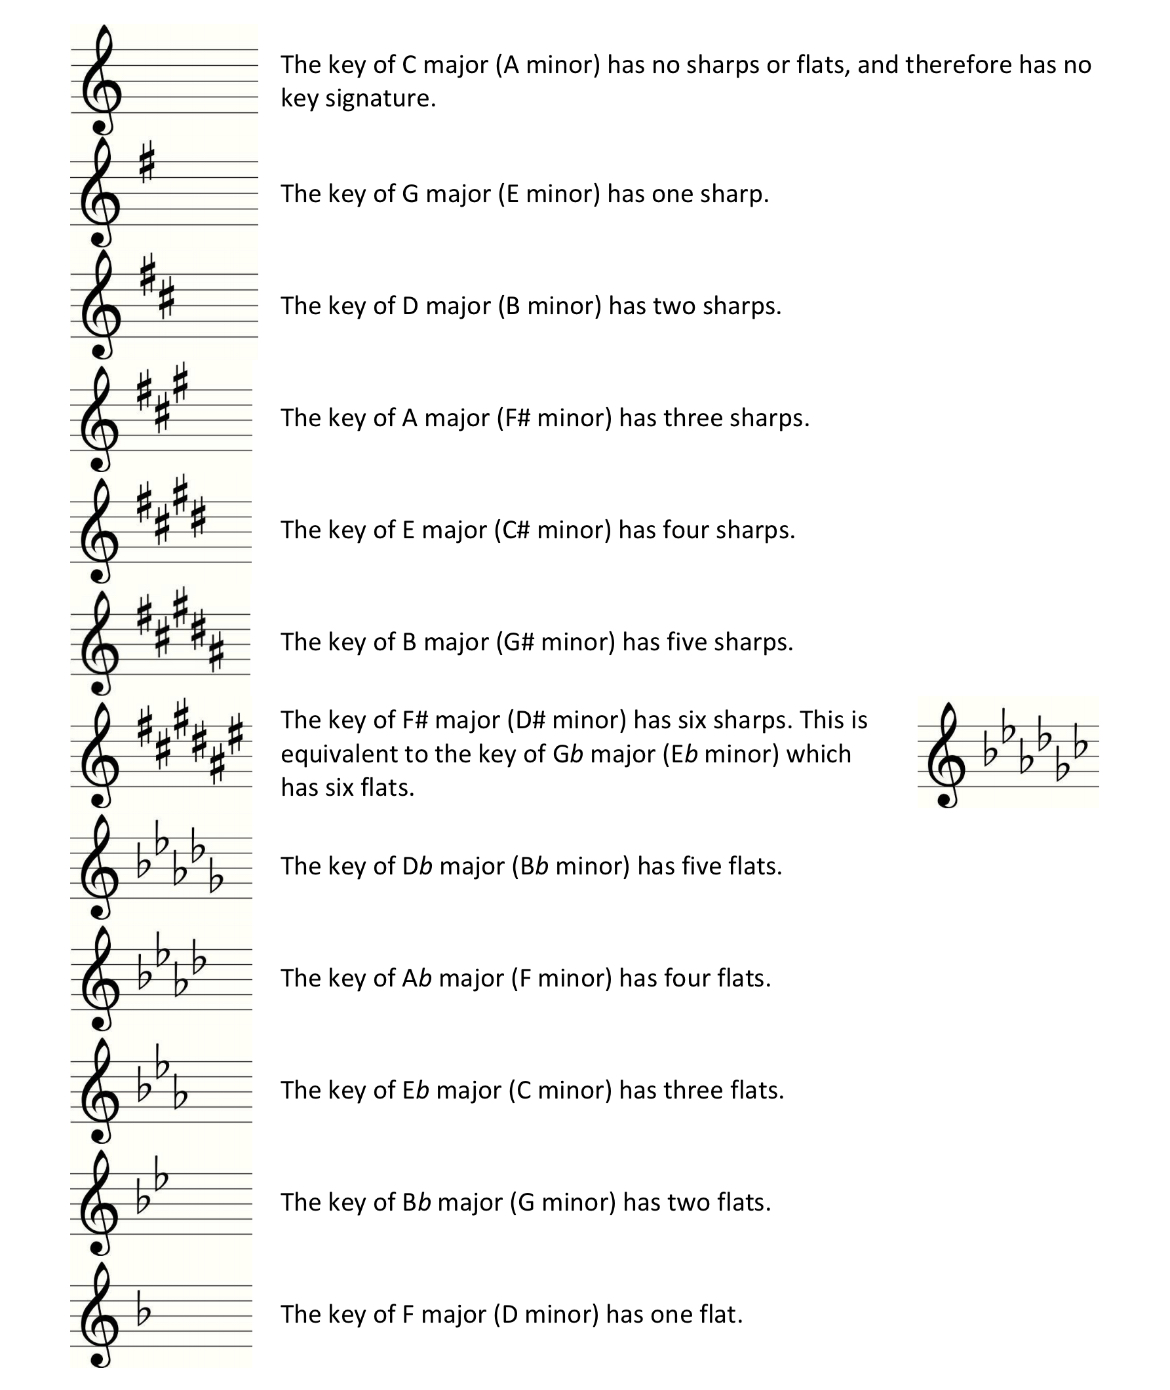 The key of C major (A minor) has no sharps or flats, and therefore has no
key signature.
The key of G major (E minor) has one sharp.
The key of D major (B minor) has two sharps.
The key of A major (F# minor) has three sharps.
The key of E major (C# minor) has four sharps.
The key of B major (G# minor) has five sharps.
The key of F# major (D# minor) has six sharps. This is
equivalent to the key of Gb major (Eb minor) which
has six flats.
The key of Db major (Bb minor) has five flats.
The key of Ab major (F minor) has four flats.
The key of Eb major (C minor) has three flats.
The key of Bb major (G minor) has two flats.
The key of F major (D minor) has one flat.